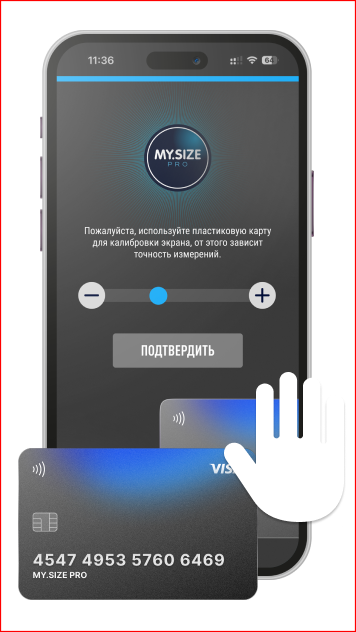 11:36
64
MY.SIZE
PRO
Пожалуйста, используйте пластиковую карту
для калибровки экрана, от этого зависит
точность измерений.
ПОДТВЕРДИТЬ
4547 4953 5760 6469
MY.SIZE PRO